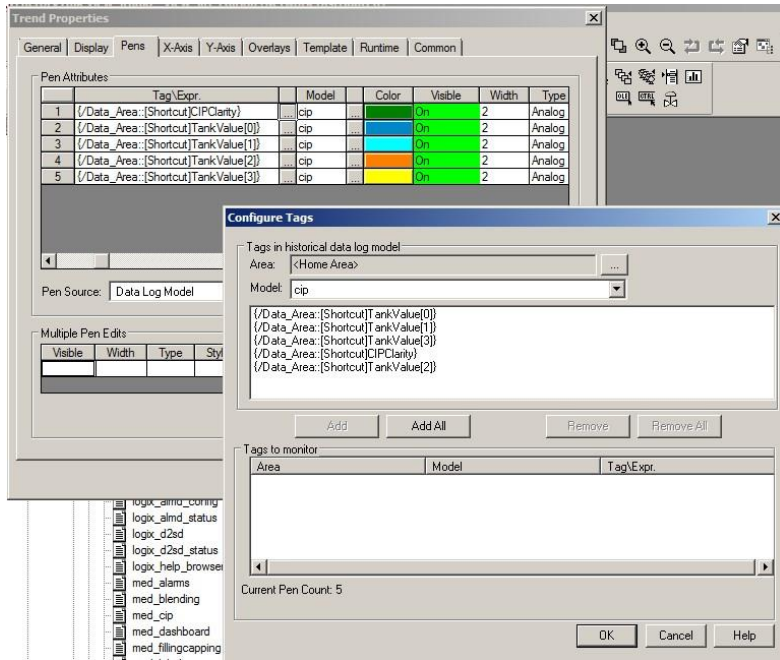 Trend Properties
General Display Pens X-Axis Y-Axis Overlays Template Runtime Common
Pen Attributes
Tag\Expr. Model Color Visible Width Type
1 {/Data_Area::[Shortcut]CIPClarity} ... cip ... On 2 Analog
2 {/Data_Area::[Shortcut]TankValue[0]} ... cip ... On 2 Analog
3 {/Data_Area::[Shortcut]TankValue[1]} ... cip ... On 2 Analog
4 {/Data_Area::[Shortcut]TankValue[2]} ... cip ... On 2 Analog
5 {/Data_Area::[Shortcut]TankValue[3]} ... cip ... On 2 Analog
Pen Source: Data Log Model
Multiple Pen Edits
Visible Width Type Styl
Configure Tags
Tags in historical data log model
Area: <Home Area> ...
Model: cip
{/Data_Area::[Shortcut]TankValue[0]}
{/Data_Area::[Shortcut]TankValue[1]}
{/Data_Area::[Shortcut]TankValue[3]}
{/Data_Area::[Shortcut]CIPClarity}
{/Data_Area::[Shortcut]TankValue[2]}
Add Add All Remove Remove All
Tags to monitor
Area Model Tag\Expr.
Current Pen Count: 5
OK Cancel Help
logix_almd_config
logix_almd_status
logix_d2sd
logix_d2sd_status
logix_help_browser
med_alarms
med_blending
med_cip
med_dashboard
med_fillingcapping